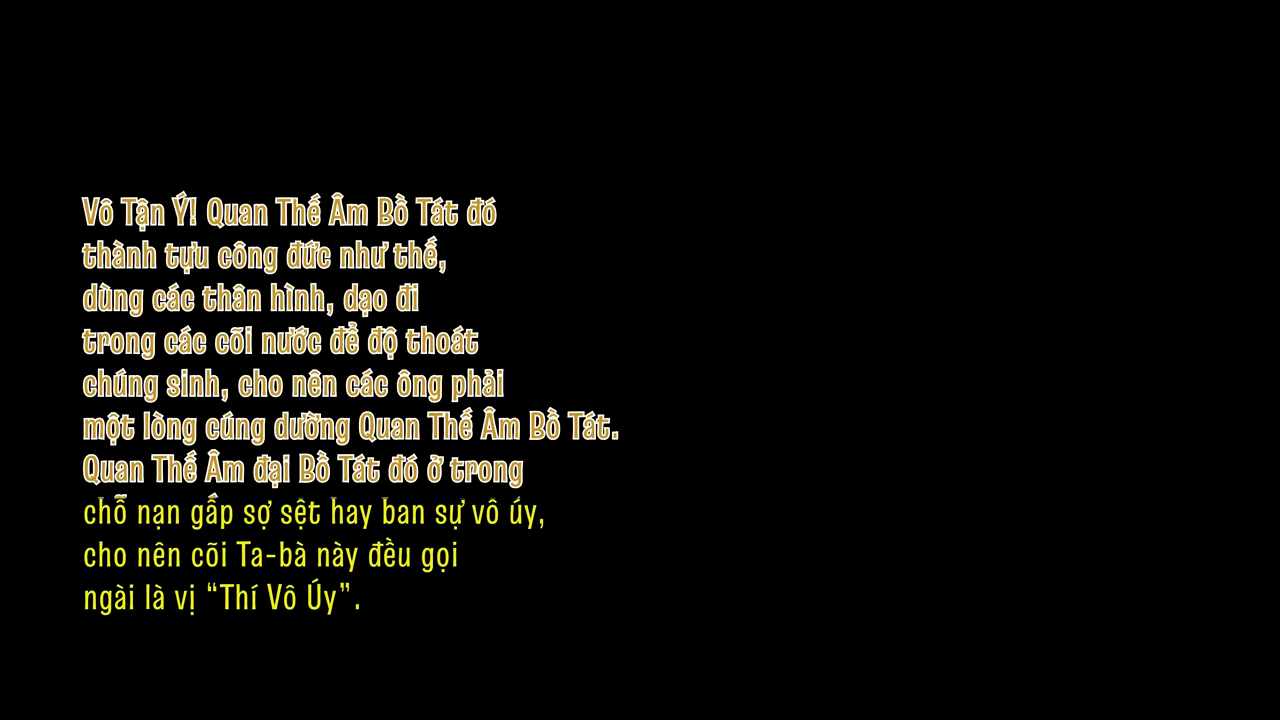 Vô Tận Ý! Quan Thế Âm Bồ Tát đó
thành tựu công đức như thế,
dùng các thân hình, dạo đi
trong các cõi nước để độ thoát
chúng sinh, cho nên các ông phải
một lòng cúng dường Quan Thế Âm Bồ Tát.
Quan Thế Âm đại Bồ Tát đó ở trong
chỗ nạn gấp sợ sệt hay ban sự vô úy,
cho nên cõi Ta-bà này đều gọi
ngài là vị “Thí Vô Úy”.